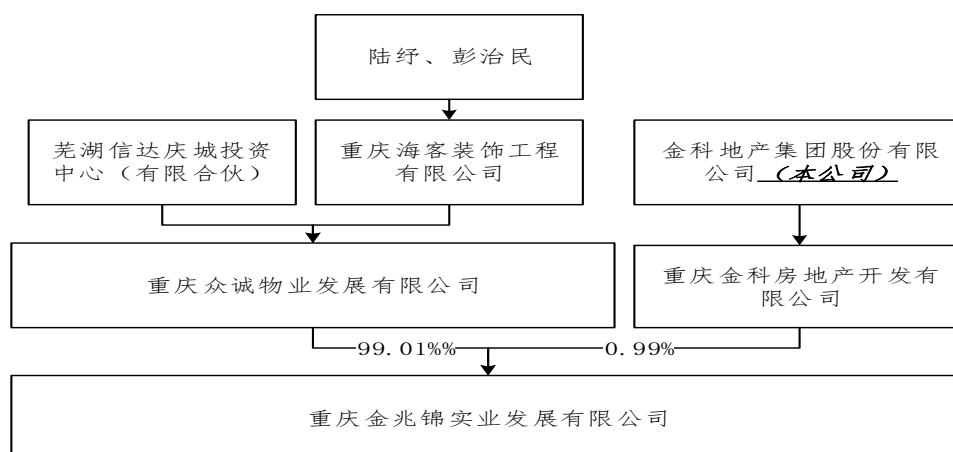 陆纾、彭治民
芜湖信达庆城投资
中心（有限合伙）
重庆海客装饰工程
有限公司
金科地产集团股份有限
公司（本公司）
重庆众诚物业发展有限公司
重庆金科房地产开发有
限公司
99.01%%
0.99%
重庆金兆锦实业发展有限公司